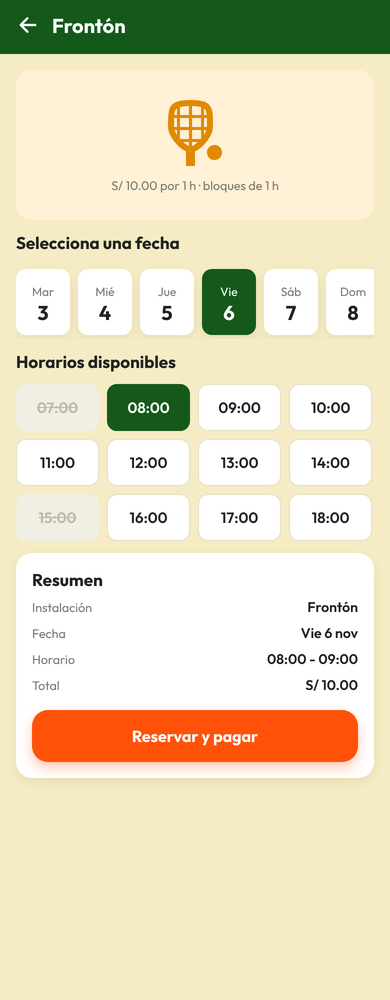 Frontón
S/ 10.00 por 1 h · bloques de 1 h
Selecciona una fecha
Mar Mié Jue Vie Sáb Dom
3 4 5 6 7 8
Horarios disponibles
07:00 08:00 09:00 10:00
11:00 12:00 13:00 14:00
15:00 16:00 17:00 18:00
Resumen
Instalación Frontón
Fecha Vie 6 nov
Horario 08:00 - 09:00
Total S/ 10.00
Reservar y pagar